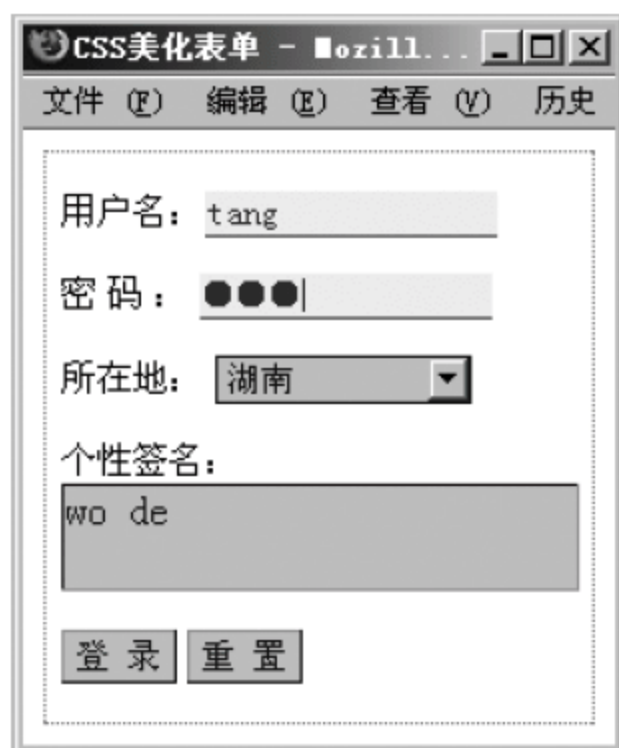 CSS美化表单 - Mozill...
文件 (F) 编辑 (E) 查看 (V) 历史
用户名：tang
密 码：●●●
所在地：湖南
个性签名：
wo de
登 录 重 置